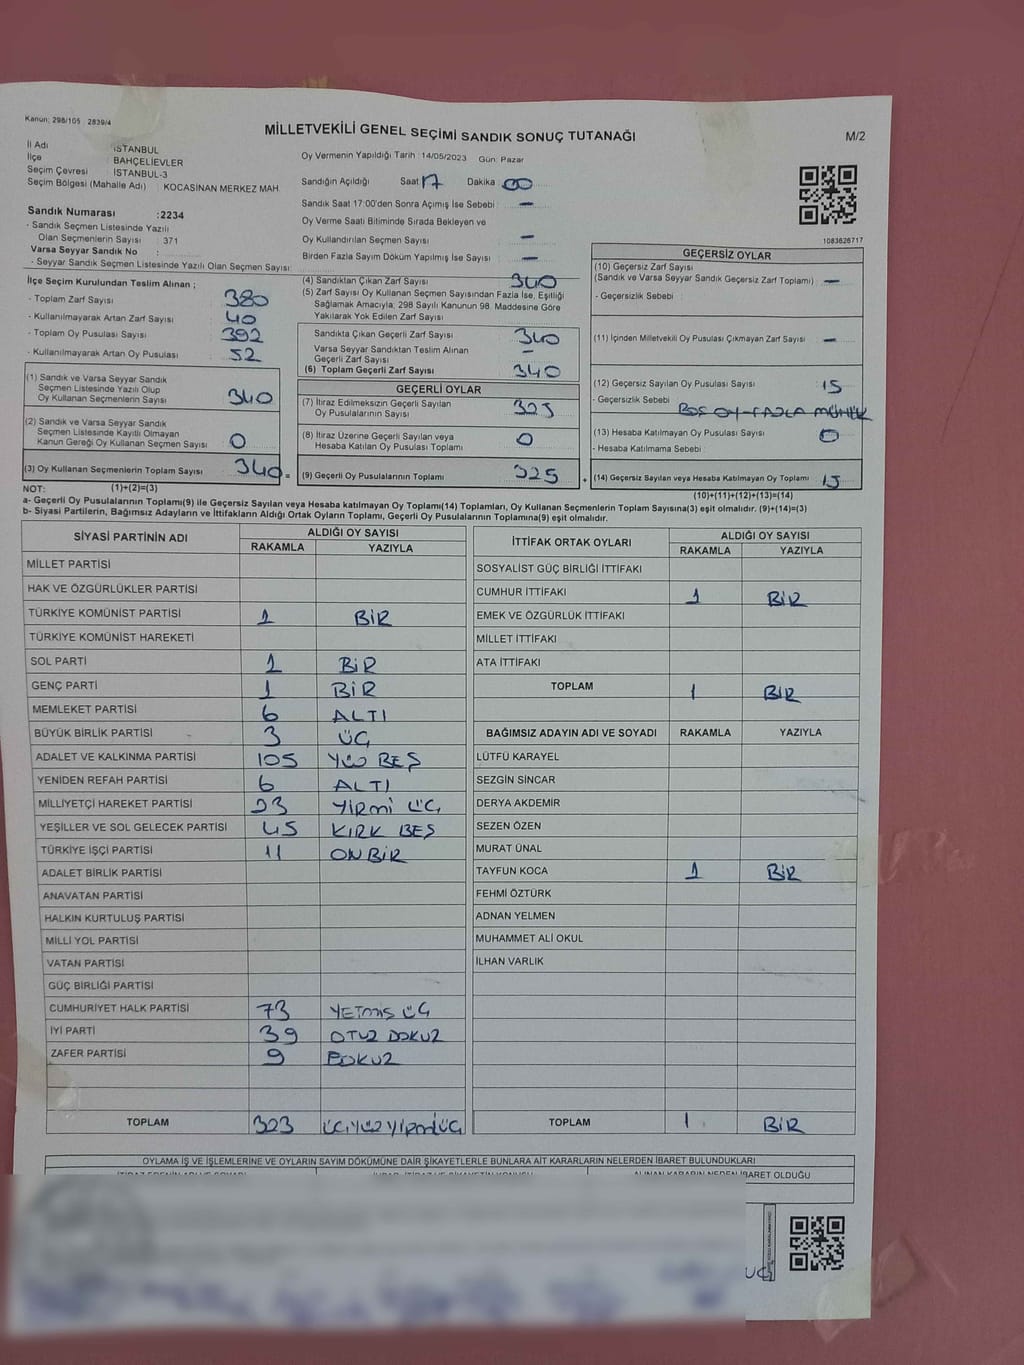 Kanun: 298/105 2839/4
MİLLETVEKİLİ GENEL SEÇİMİ SANDIK SONUÇ TUTANAĞI
M/2
İl Adı İSTANBUL
İlçe BAHÇELİEVLER
Seçim Çevresi İSTANBUL-3
Seçim Bölgesi (Mahalle Adı) : KOCASİNAN MERKEZ MAH.
Sandık Numarası :2234
- Sandık Seçmen Listesinde Yazılı
Olan Seçmenlerin Sayısı : 371
Varsa Seyyar Sandık No :
- Seyyar Sandık Seçmen Listesinde Yazılı Olan Seçmen Sayısı:
Oy Vermenin Yapıldığı Tarih : 14/05/2023 Gün: Pazar
Sandığın Açıldığı Saat 17 Dakika 00
Sandık Saat 17:00'den Sonra Açımış İse Sebebi : –
Oy Verme Saati Bitiminde Sırada Bekleyen ve
Oy Kullandırılan Seçmen Sayısı –
Birden Fazla Sayım Döküm Yapılmış İse Sayısı : –
1083628717
İlçe Seçim Kurulundan Teslim Alınan ;
- Toplam Zarf Sayısı : 380
- Kullanılmayarak Artan Zarf Sayısı : 40
- Toplam Oy Pusulası Sayısı : 392
- Kullanılmayarak Artan Oy Pusulası : 52
(1) Sandık ve Varsa Seyyar Sandık
Seçmen Listesinde Yazılı Olup
Oy Kullanan Seçmenlerin Sayısı : 340
(2) Sandık ve Varsa Seyyar Sandık
Seçmen Listesinde Kayıtlı Olmayan
Kanun Gereği Oy Kullanan Seçmen Sayısı : 0
(3) Oy Kullanan Seçmenlerin Toplam Sayısı : 340 =
(4) Sandıktan Çıkan Zarf Sayısı : 340
(5) Zarf Sayısı Oy Kullanan Seçmen Sayısından Fazla İse, Eşitliği
Sağlamak Amacıyla; 298 Sayılı Kanunun 98. Maddesine Göre
Yakılarak Yok Edilen Zarf Sayısı :
Sandıkta Çıkan Geçerli Zarf Sayısı : 340
Varsa Seyyar Sandıktan Teslim Alınan
Geçerli Zarf Sayısı : –
(6) Toplam Geçerli Zarf Sayısı : 340
GEÇERLİ OYLAR
(7) İtiraz Edilmeksizin Geçerli Sayılan
Oy Pusulalarının Sayısı : 325
(8) İtiraz Üzerine Geçerli Sayılan veya
Hesaba Katılan Oy Pusulası Toplamı : 0
(9) Geçerli Oy Pusulalarının Toplamı : 325 +
GEÇERSİZ OYLAR
(10) Geçersiz Zarf Sayısı
(Sandık ve Varsa Seyyar Sandık Geçersiz Zarf Toplamı) : –
- Geçersizlik Sebebi :
(11) İçinden Milletvekili Oy Pusulası Çıkmayan Zarf Sayısı : –
(12) Geçersiz Sayılan Oy Pusulası Sayısı : 15
- Geçersizlik Sebebi : BOŞ OY-FAZLA MÜHÜR
(13) Hesaba Katılmayan Oy Pusulası Sayısı : 0
- Hesaba Katılmama Sebebi :
(14) Geçersiz Sayılan veya Hesaba Katılmayan Oy Toplamı : 15
NOT: (1)+(2)=(3)
(10)+(11)+(12)+(13)=(14)
a- Geçerli Oy Pusulalarının Toplamı(9) ile Geçersiz Sayılan veya Hesaba katılmayan Oy Toplamı(14) Toplamları, Oy Kullanan Seçmenlerin Toplam Sayısına(3) eşit olmalıdır. (9)+(14)=(3)
b- Siyasi Partilerin, Bağımsız Adayların ve İttifakların Aldığı Ortak Oyların Toplamı, Geçerli Oy Pusulalarının Toplamına(9) eşit olmalıdır.
SİYASİ PARTİNİN ADI ALDIĞI OY SAYISI
RAKAMLA YAZIYLA
MİLLET PARTİSİ
HAK VE ÖZGÜRLÜKLER PARTİSİ
TÜRKİYE KOMÜNİST PARTİSİ 1 BİR
TÜRKİYE KOMÜNİST HAREKETİ
SOL PARTİ 1 BİR
GENÇ PARTİ 1 BİR
MEMLEKET PARTİSİ 6 ALTI
BÜYÜK BİRLİK PARTİSİ 3 ÜÇ
ADALET VE KALKINMA PARTİSİ 105 YÜZ BEŞ
YENİDEN REFAH PARTİSİ 6 ALTI
MİLLİYETÇİ HAREKET PARTİSİ 23 YİRMİ ÜÇ
YEŞİLLER VE SOL GELECEK PARTİSİ 45 KIRK BEŞ
TÜRKİYE İŞÇİ PARTİSİ 11 ONBİR
ADALET BİRLİK PARTİSİ
ANAVATAN PARTİSİ
HALKIN KURTULUŞ PARTİSİ
MİLLİ YOL PARTİSİ
VATAN PARTİSİ
GÜÇ BİRLİĞİ PARTİSİ
CUMHURİYET HALK PARTİSİ 73 YETMİŞ ÜÇ
İYİ PARTİ 39 OTUZ DOKUZ
ZAFER PARTİSİ 9 DOKUZ
TOPLAM 323 ÜÇYÜZYİRMİÜÇ
İTTİFAK ORTAK OYLARI ALDIĞI OY SAYISI
RAKAMLA YAZIYLA
SOSYALİST GÜÇ BİRLİĞİ İTTİFAKI
CUMHUR İTTİFAKI 1 BİR
EMEK VE ÖZGÜRLÜK İTTİFAKI
MİLLET İTTİFAKI
ATA İTTİFAKI
TOPLAM 1 BİR
BAĞIMSIZ ADAYIN ADI VE SOYADI RAKAMLA YAZIYLA
LÜTFÜ KARAYEL
SEZGİN SİNCAR
DERYA AKDEMİR
SEZEN ÖZEN
MURAT ÜNAL
TAYFUN KOCA 1 BİR
FEHMİ ÖZTÜRK
ADNAN YELMEN
MUHAMMET ALİ OKUL
İLHAN VARLIK
TOPLAM 1 BİR
OYLAMA İŞ VE İŞLEMLERİNE VE OYLARIN SAYIM DÖKÜMÜNE DAİR ŞİKAYETLERLE BUNLARA AİT KARARLARIN NELERDEN İBARET BULUNDUKLARI
ALINAN KARARIN NEDEN İBARET OLDUĞU